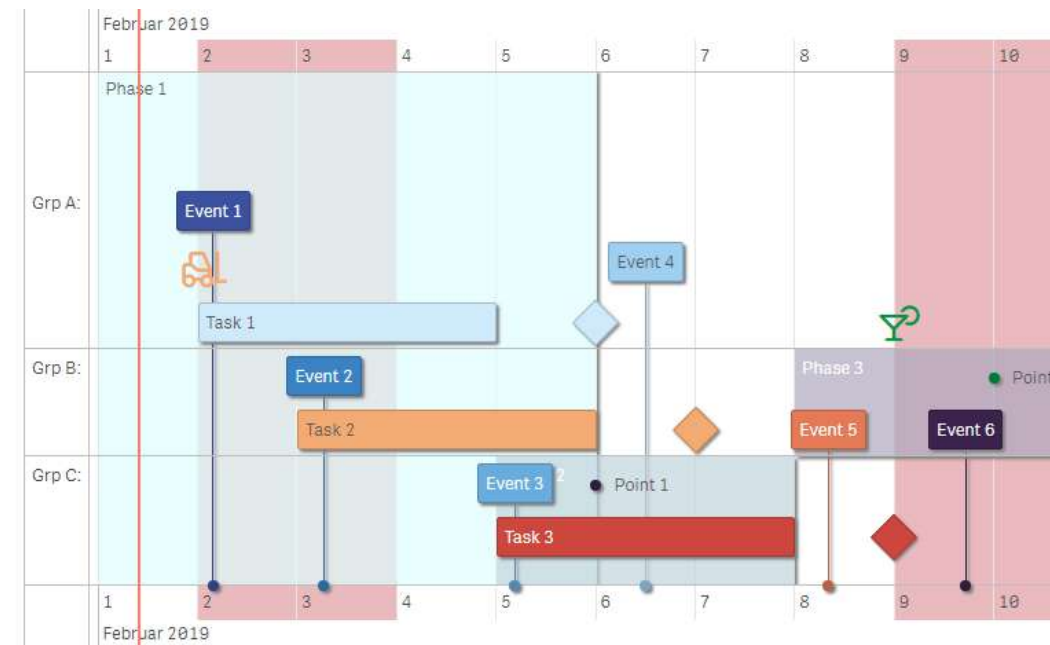 Februar 2019
1 2 3 4 5 6 7 8 9 10
Phase 1
Grp A:
Event 1
Event 4
Task 1
Grp B:
Phase 3
Event 2
Point
Task 2
Event 5
Event 6
Grp C:
Event 3
2
Point 1
Task 3
1 2 3 4 5 6 7 8 9 10
Februar 2019